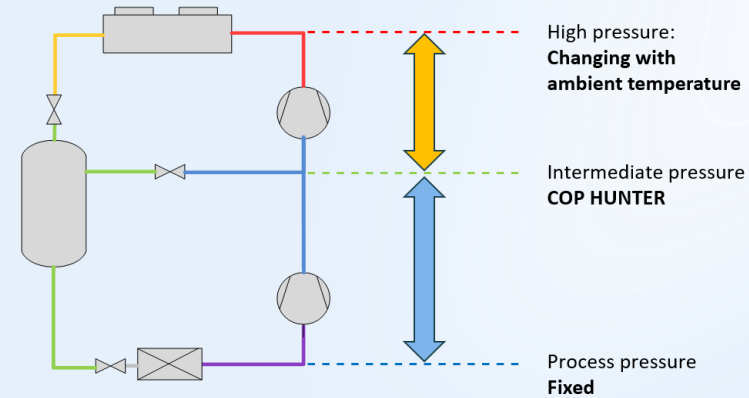 High pressure:
Changing with
ambient temperature
Intermediate pressure
COP HUNTER
Process pressure
Fixed